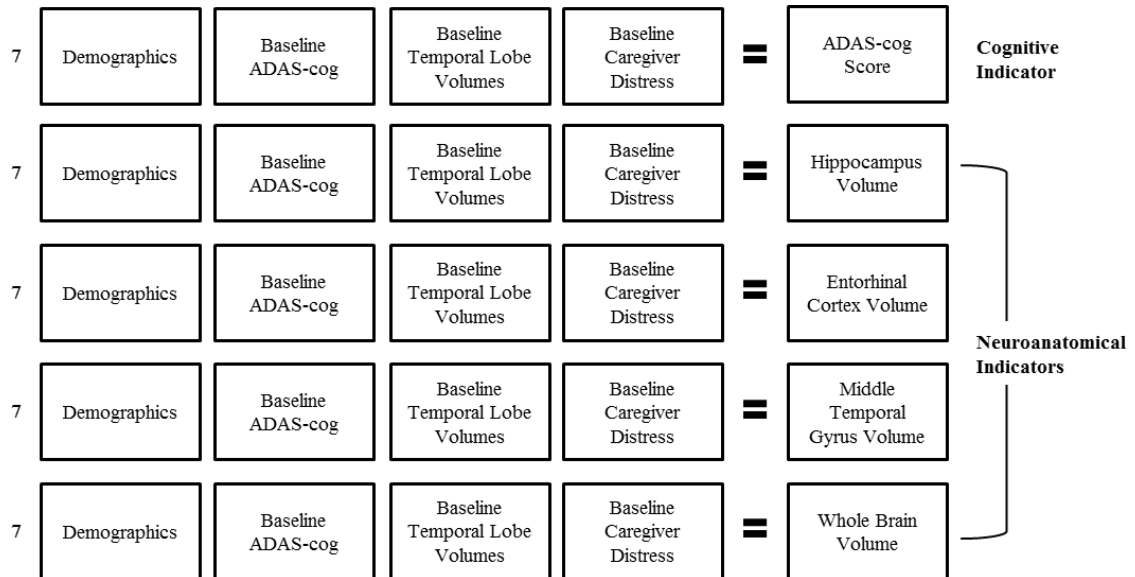 7
Demographics
Baseline
ADAS-cog
Baseline
Temporal Lobe
Volumes
Baseline
Caregiver
Distress
=
ADAS-cog
Score
Cognitive
Indicator
7
Demographics
Baseline
ADAS-cog
Baseline
Temporal Lobe
Volumes
Baseline
Caregiver
Distress
=
Hippocampus
Volume
7
Demographics
Baseline
ADAS-cog
Baseline
Temporal Lobe
Volumes
Baseline
Caregiver
Distress
=
Entorhinal
Cortex Volume
Neuroanatomical
Indicators
7
Demographics
Baseline
ADAS-cog
Baseline
Temporal Lobe
Volumes
Baseline
Caregiver
Distress
=
Middle
Temporal
Gyrus Volume
7
Demographics
Baseline
ADAS-cog
Baseline
Temporal Lobe
Volumes
Baseline
Caregiver
Distress
=
Whole Brain
Volume